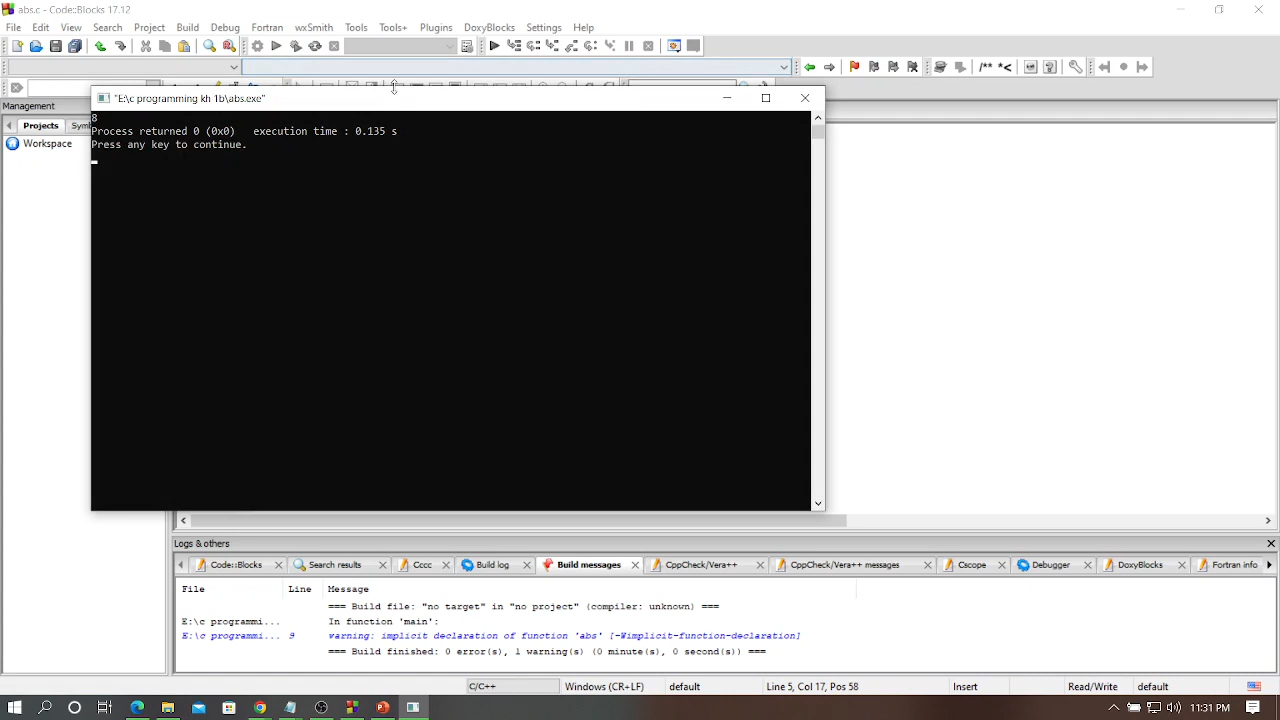 abs.c - Code::Blocks 17.12
File Edit View Search Project Build Debug Fortran wxSmith Tools Tools+ Plugins DoxyBlocks Settings Help
/** *<
Management
"E:\c programming kh 1b\abs.exe"
Projects
8
Process returned 0 (0x0)   execution time : 0.135 s
Press any key to continue.
Workspace
Logs & others
Code::Blocks Search results Cccc Build log Build messages CppCheck/Vera++ CppCheck/Vera++ messages Cscope Debugger DoxyBlocks Fortran info
File Line Message
=== Build file: "no target" in "no project" (compiler: unknown) ===
E:\c programmi... In function 'main':
E:\c programmi... 9 warning: implicit declaration of function 'abs' [-Wimplicit-function-declaration]
=== Build finished: 0 error(s), 1 warning(s) (0 minute(s), 0 second(s)) ===
C/C++ Windows (CR+LF) default Line 5, Col 17, Pos 58 Insert Read/Write default
11:31 PM